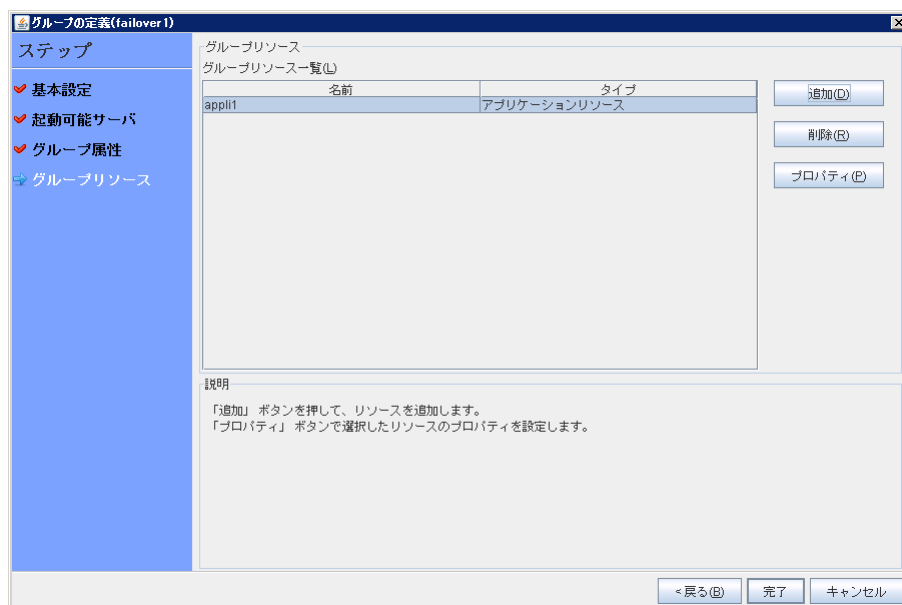 グループの定義(failover1)
ステップ
基本設定
起動可能サーバ
グループ属性
グループリソース
グループリソース
グループリソース一覧(L)
名前 タイプ
appli1 アプリケーションリソース
追加(D)
削除(R)
プロパティ(P)
説明
「追加」 ボタンを押して、リソースを追加します。
「プロパティ」 ボタンで選択したリソースのプロパティを設定します。
<戻る(B) 完了 キャンセル